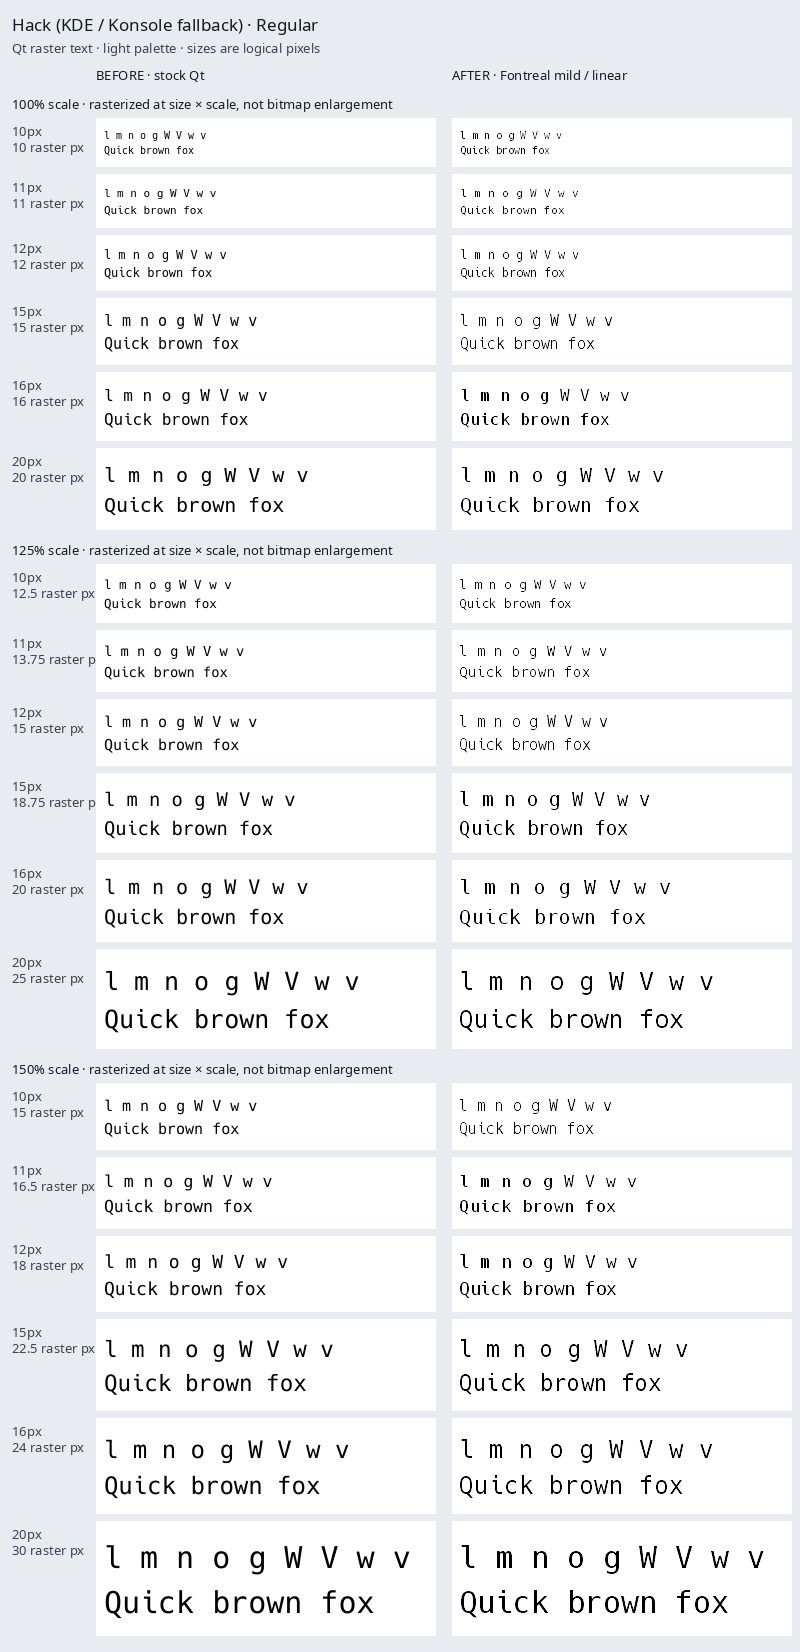 Hack (KDE / Konsole fallback) · Regular
Qt raster text · light palette · sizes are logical pixels
BEFORE · stock Qt AFTER · Fontreal mild / linear
100% scale · rasterized at size × scale, not bitmap enlargement
10px l m n o g W V w v l m n o g W V w v
10 raster px Quick brown fox Quick brown fox
11px l m n o g W V w v l m n o g W V w v
11 raster px Quick brown fox Quick brown fox
12px l m n o g W V w v l m n o g W V w v
12 raster px Quick brown fox Quick brown fox
15px l m n o g W V w v l m n o g W V w v
15 raster px Quick brown fox Quick brown fox
16px l m n o g W V w v l m n o g W V w v
16 raster px Quick brown fox Quick brown fox
20px l m n o g W V w v l m n o g W V w v
20 raster px Quick brown fox Quick brown fox
125% scale · rasterized at size × scale, not bitmap enlargement
10px l m n o g W V w v l m n o g W V w v
12.5 raster px Quick brown fox Quick brown fox
11px l m n o g W V w v l m n o g W V w v
13.75 raster p Quick brown fox Quick brown fox
12px l m n o g W V w v l m n o g W V w v
15 raster px Quick brown fox Quick brown fox
15px l m n o g W V w v l m n o g W V w v
18.75 raster p Quick brown fox Quick brown fox
16px l m n o g W V w v l m n o g W V w v
20 raster px Quick brown fox Quick brown fox
20px l m n o g W V w v l m n o g W V w v
25 raster px Quick brown fox Quick brown fox
150% scale · rasterized at size × scale, not bitmap enlargement
10px l m n o g W V w v l m n o g W V w v
15 raster px Quick brown fox Quick brown fox
11px l m n o g W V w v l m n o g W V w v
16.5 raster px Quick brown fox Quick brown fox
12px l m n o g W V w v l m n o g W V w v
18 raster px Quick brown fox Quick brown fox
15px l m n o g W V w v l m n o g W V w v
22.5 raster px Quick brown fox Quick brown fox
16px l m n o g W V w v l m n o g W V w v
24 raster px Quick brown fox Quick brown fox
20px l m n o g W V w v l m n o g W V w v
30 raster px Quick brown fox Quick brown fox